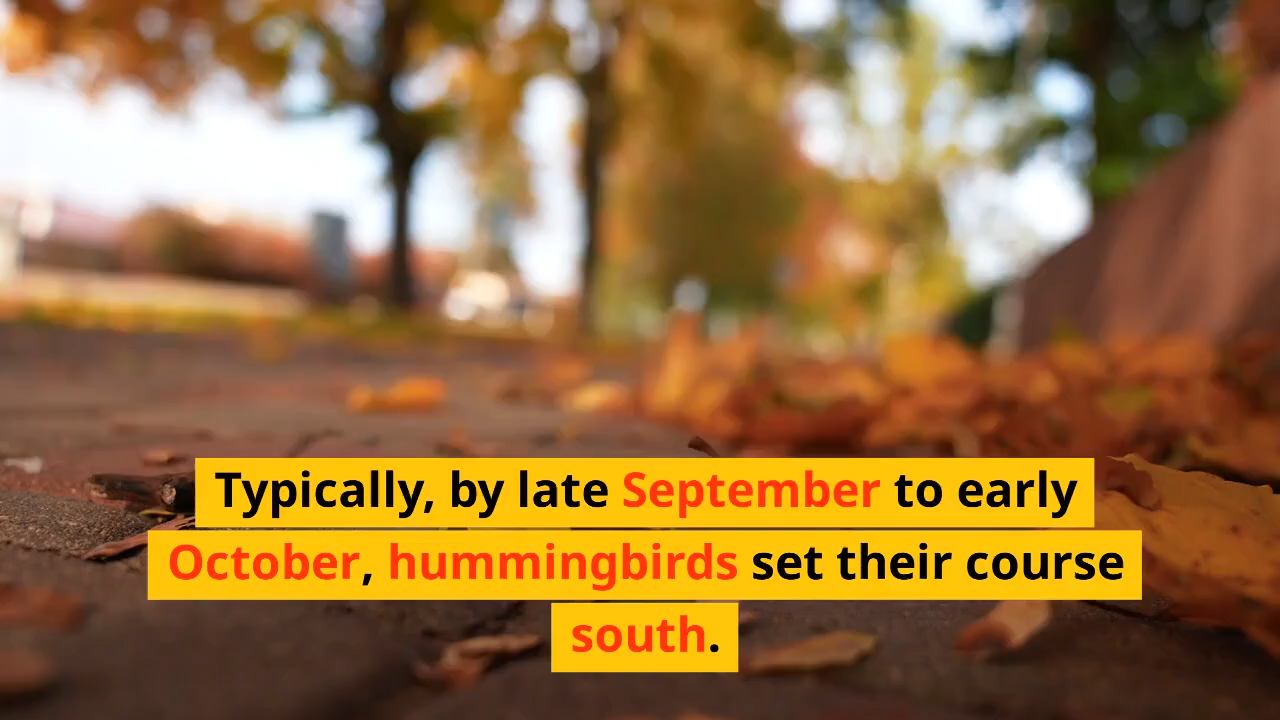 Typically, by late September to early
October, hummingbirds set their course
south.